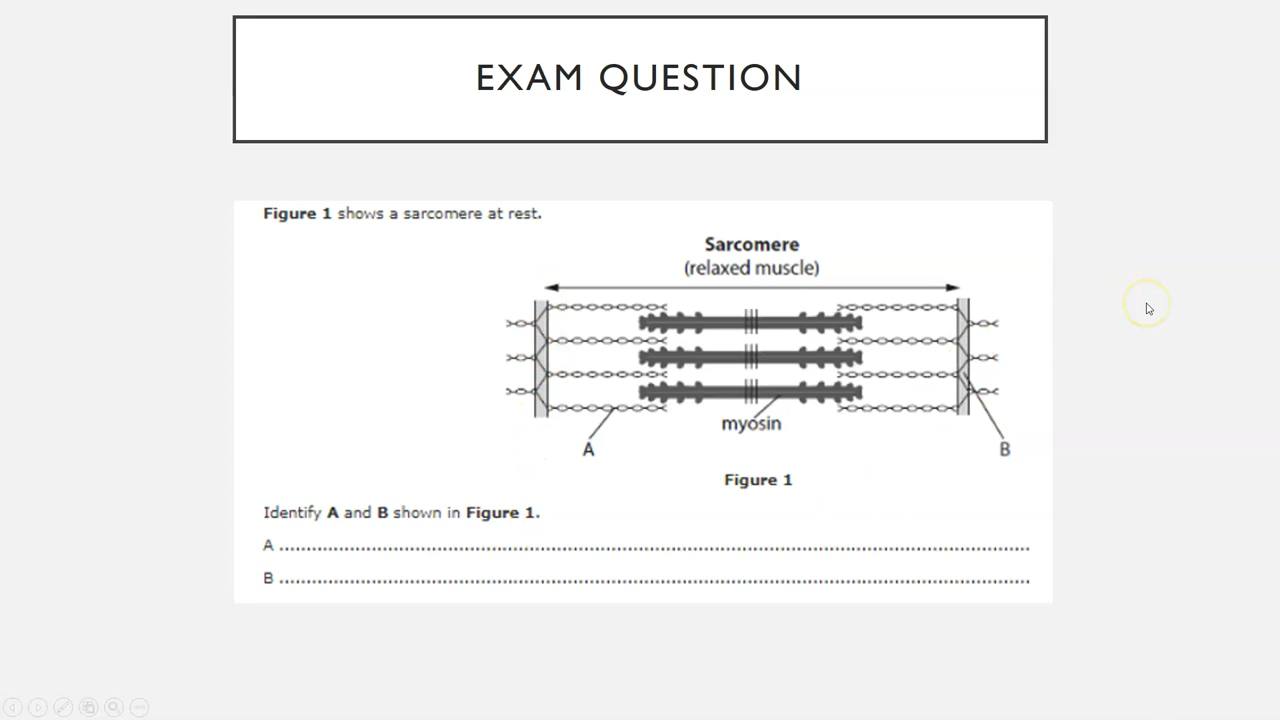 EXAM QUESTION
Figure 1 shows a sarcomere at rest.
Sarcomere
(relaxed muscle)
myosin
A
B
Figure 1
Identify A and B shown in Figure 1.
A ................................................................................
B ................................................................................